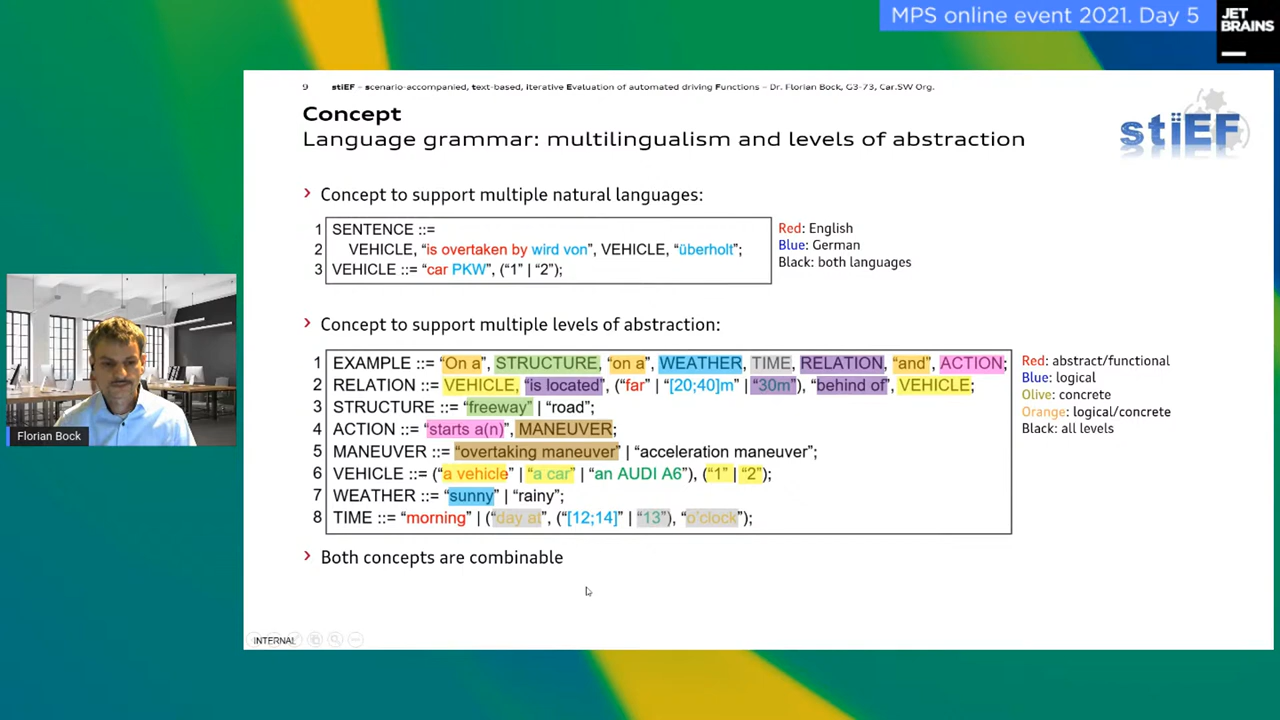 MPS online event 2021. Day 5
JET
BRAINS
9 stiEF – scenario-accompanied, text-based, iterative Evaluation of automated driving Functions – Dr. Florian Bock, G3-73, Car.SW Org.
Concept
Language grammar: multilingualism and levels of abstraction
stiEF
› Concept to support multiple natural languages:
1 SENTENCE ::=
2 VEHICLE, “is overtaken by wird von”, VEHICLE, “überholt”;
3 VEHICLE ::= “car PKW”, (“1” | “2”);
Red: English
Blue: German
Black: both languages
› Concept to support multiple levels of abstraction:
1 EXAMPLE ::= “On a”, STRUCTURE, “on a”, WEATHER, TIME, RELATION, “and”, ACTION;
2 RELATION ::= VEHICLE, “is located”, (“far” | “[20;40]m” | “30m”), “behind of”, VEHICLE;
3 STRUCTURE ::= “freeway” | “road”;
4 ACTION ::= “starts a(n)”, MANEUVER;
5 MANEUVER ::= “overtaking maneuver” | “acceleration maneuver”;
6 VEHICLE ::= (“a vehicle” | “a car” | “an AUDI A6”), (“1” | “2”);
7 WEATHER ::= “sunny” | “rainy”;
8 TIME ::= “morning” | (“day at”, (“[12;14]” | “13”), “o’clock”);
Red: abstract/functional
Blue: logical
Olive: concrete
Orange: logical/concrete
Black: all levels
› Both concepts are combinable
Florian Bock
INTERNAL